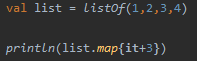 val list = listOf(1,2,3,4)
println(list.map{it+3})